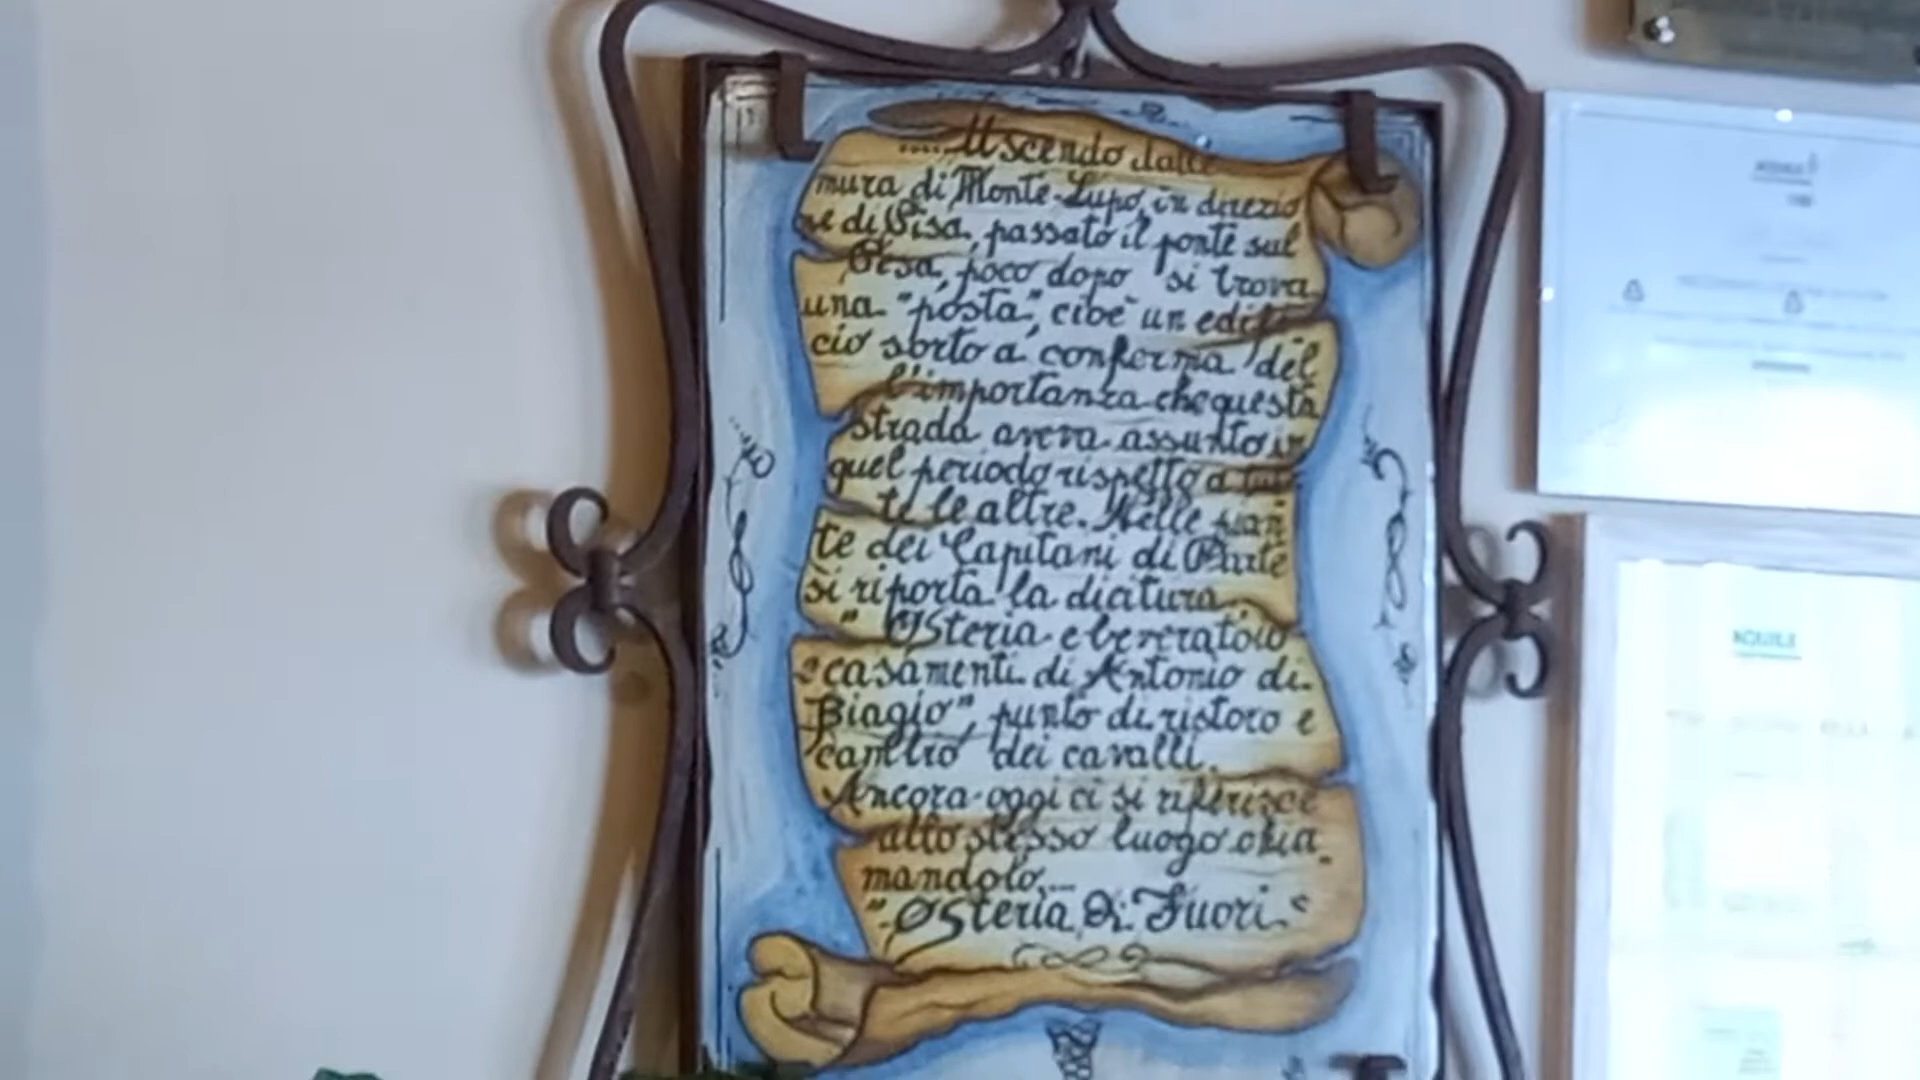 .....Uscendo dalle
mura di Monte-Lupo, in direzio
ne di Pisa, passato il ponte sul
Pesa, poco dopo si trova
una "posta", cioè un edifi
cio sorto a conferma del
l'importanza che questa
strada aveva assunto in
quel periodo rispetto a tut
te le altre. Nelle pian
te dei Capitani di Parte
si riporta la dicitura
" Osteria e beveratoio
e casamenti di Antonio di
Biagio", punto di ristoro e
cambio dei cavalli.
Ancora oggi ci si riferisce
allo stesso luogo chia
mandolo...
" Osteria Di Fuori "